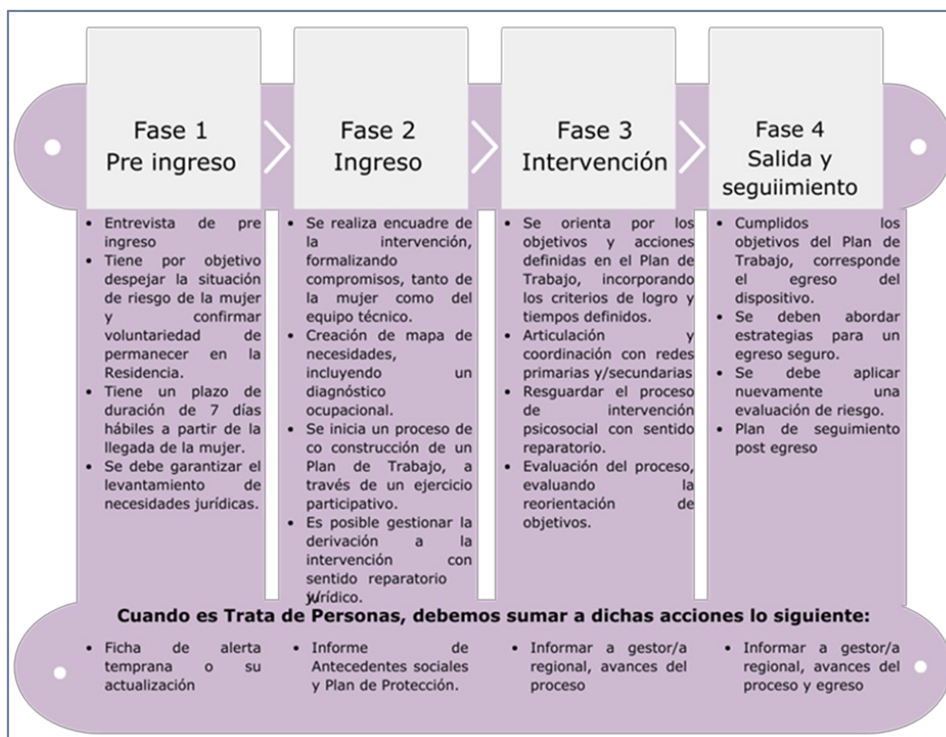 Fase 1
Pre ingreso
Fase 2
Ingreso
Fase 3
Intervención
Fase 4
Salida y
seguiimiento
• Entrevista de pre
ingreso
• Tiene por objetivo
despejar la situación
de riesgo de la mujer
y confirmar
voluntariedad de
permanecer en la
Residencia.
• Tiene un plazo de
duración de 7 días
hábiles a partir de la
llegada de la mujer.
• Se debe garantizar el
levantamiento de
necesidades jurídicas.
• Se realiza encuadre de
la intervención,
formalizando
compromisos, tanto de
la mujer como del
equipo técnico.
• Creación de mapa de
necesidades,
incluyendo un
diagnóstico
ocupacional.
• Se inicia un proceso de
co construcción de un
Plan de Trabajo, a
través de un ejercicio
participativo.
• Es posible gestionar la
derivación a la
intervención con
sentido reparatorio
y/jurídico.
• Se orienta por los
objetivos y acciones
definidas en el Plan de
Trabajo, incorporando
los criterios de logro y
tiempos definidos.
• Articulación y
coordinación con redes
primarias y/secundarias
• Resguardar el proceso
de intervención
psicosocial con sentido
reparatorio.
• Evaluación del proceso,
evaluando la
reorientación de
objetivos.
• Cumplidos los
objetivos del Plan de
Trabajo, corresponde
el egreso del
dispositivo.
• Se deben abordar
estrategias para un
egreso seguro.
• Se debe aplicar
nuevamente una
evaluación de riesgo.
• Plan de seguimiento
post egreso
Cuando es Trata de Personas, debemos sumar a dichas acciones lo siguiente:
• Ficha de alerta
temprana o su
actualización
• Informe de
Antecedentes sociales
y Plan de Protección.
• Informar a gestor/a
regional, avances del
proceso
• Informar a gestor/a
regional, avances del
proceso y egreso